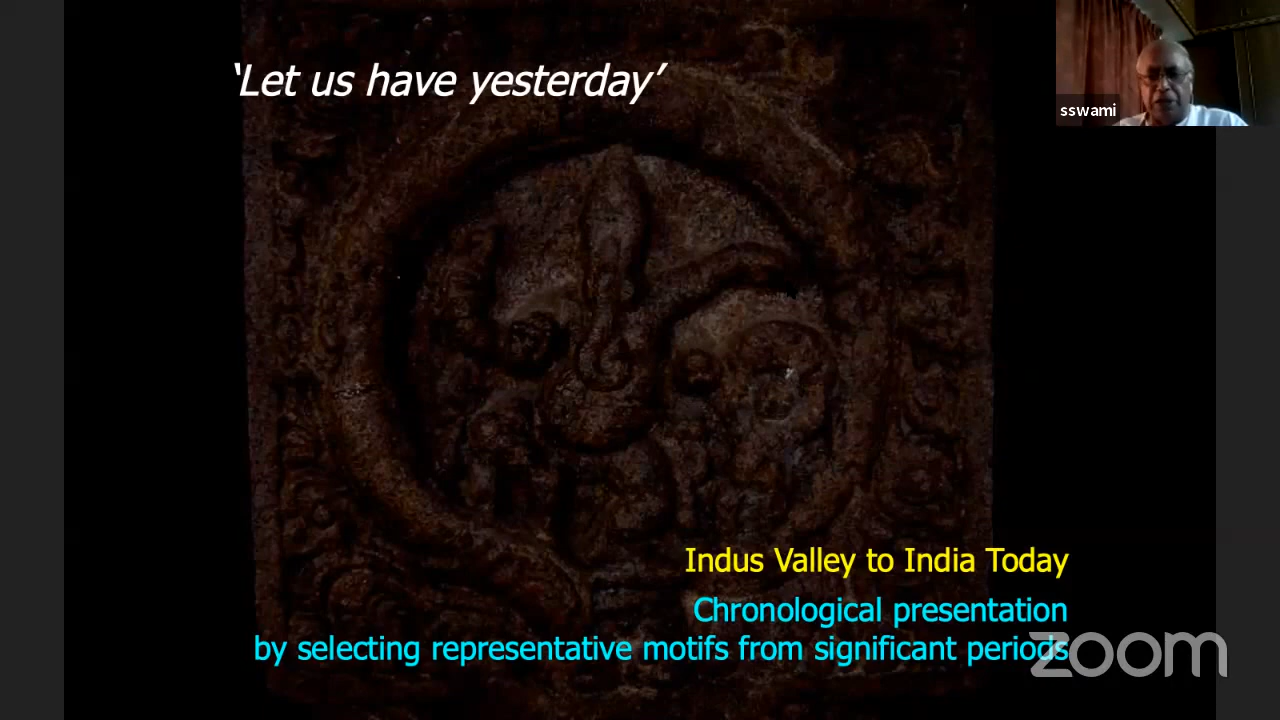 ‘Let us have yesterday’
sswami
Indus Valley to India Today
Chronological presentation
by selecting representative motifs from significant periods
zoom